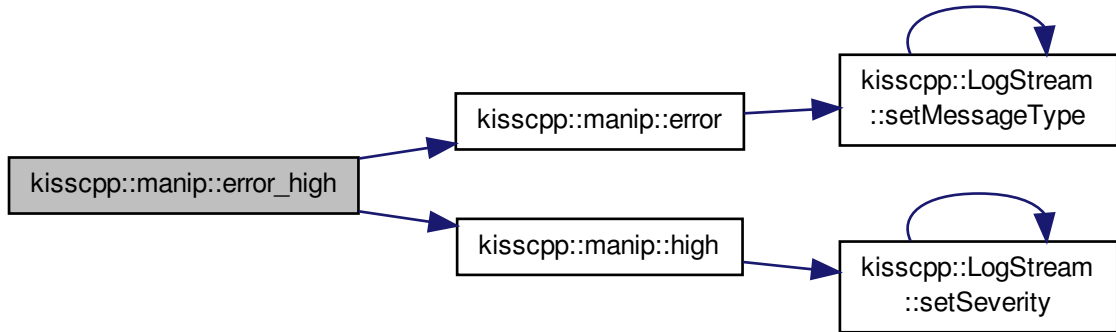 kisscpp::manip::error_high
kisscpp::manip::error
kisscpp::LogStream
::setMessageType
kisscpp::manip::high
kisscpp::LogStream
::setSeverity